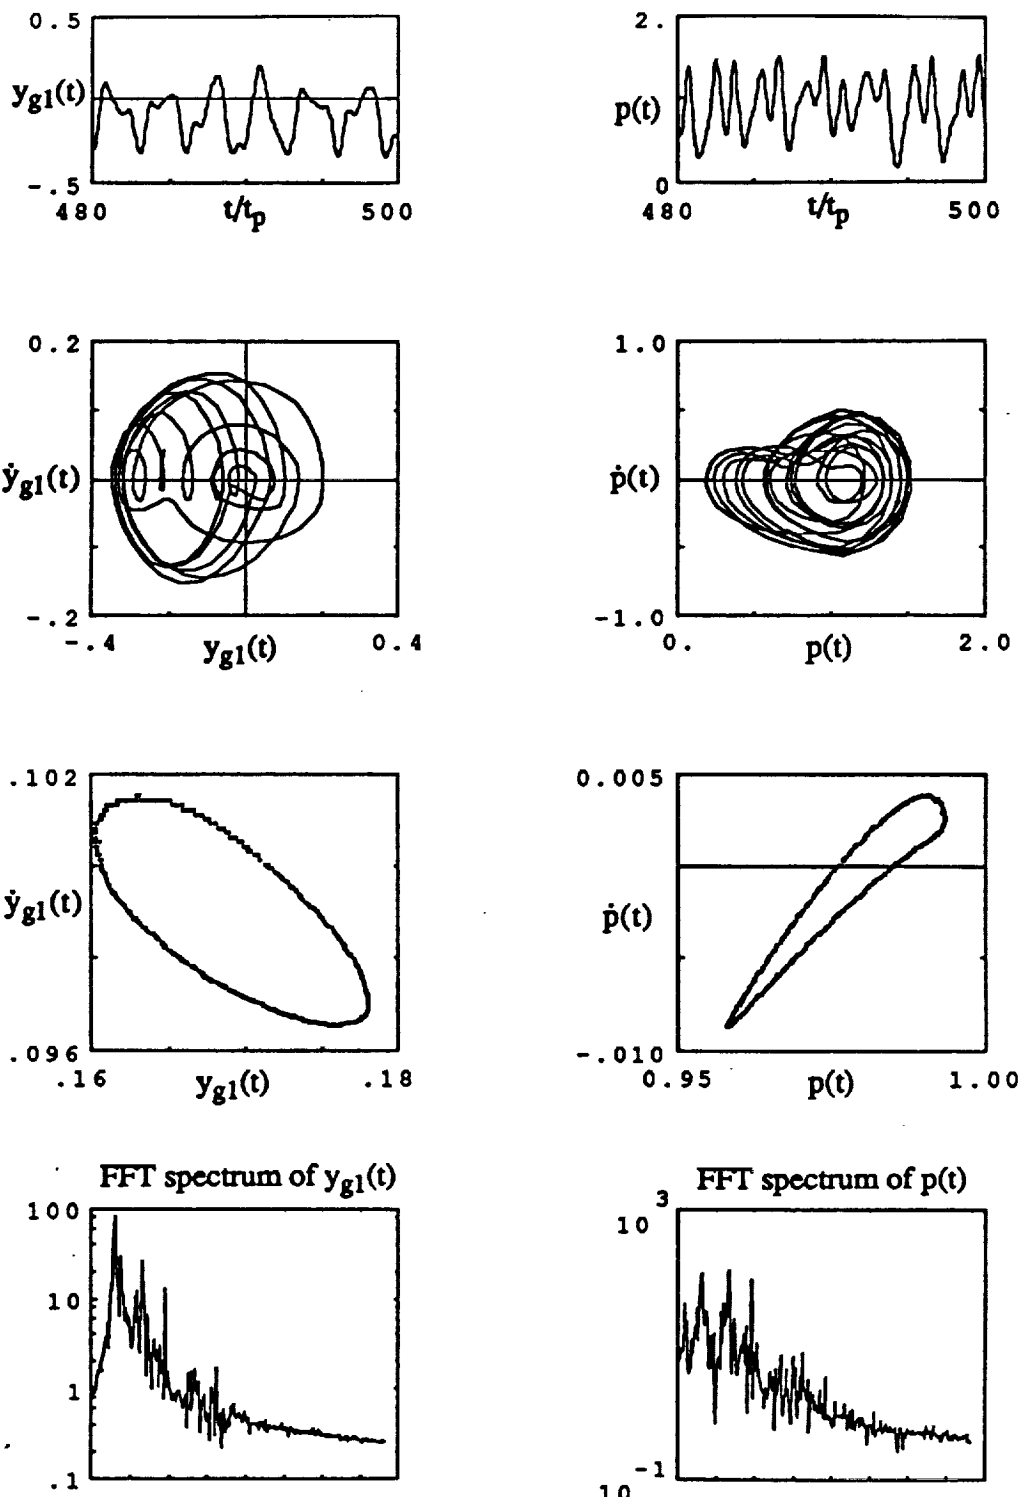 0.5
y_g1(t)
-.5
480
t/t_p
500
2.
p(t)
0
480
t/t_p
500
0.2
ẏ_g1(t)
-.2
-.4
y_g1(t)
0.4
1.0
ṗ(t)
-1.0
0.
p(t)
2.0
.102
ẏ_g1(t)
.096
.16
y_g1(t)
.18
0.005
ṗ(t)
-.010
0.95
p(t)
1.00
FFT spectrum of y_g1(t)
100
10
1
.1
FFT spectrum of p(t)
3
10
-1
10